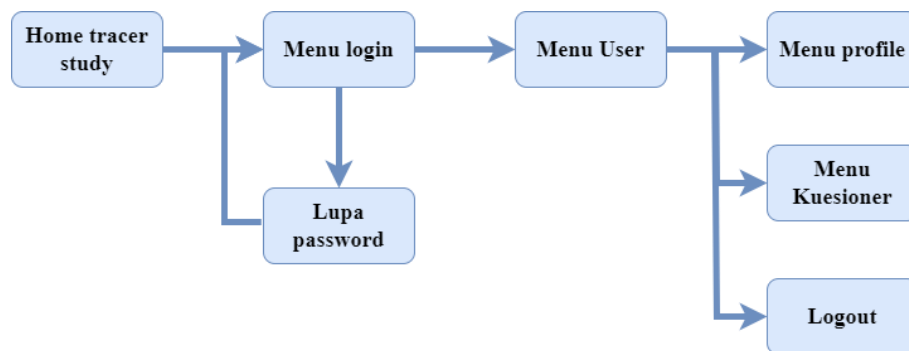 Home tracer
study
Menu login
Menu User
Menu profile
Lupa
password
Menu
Kuesioner
Logout